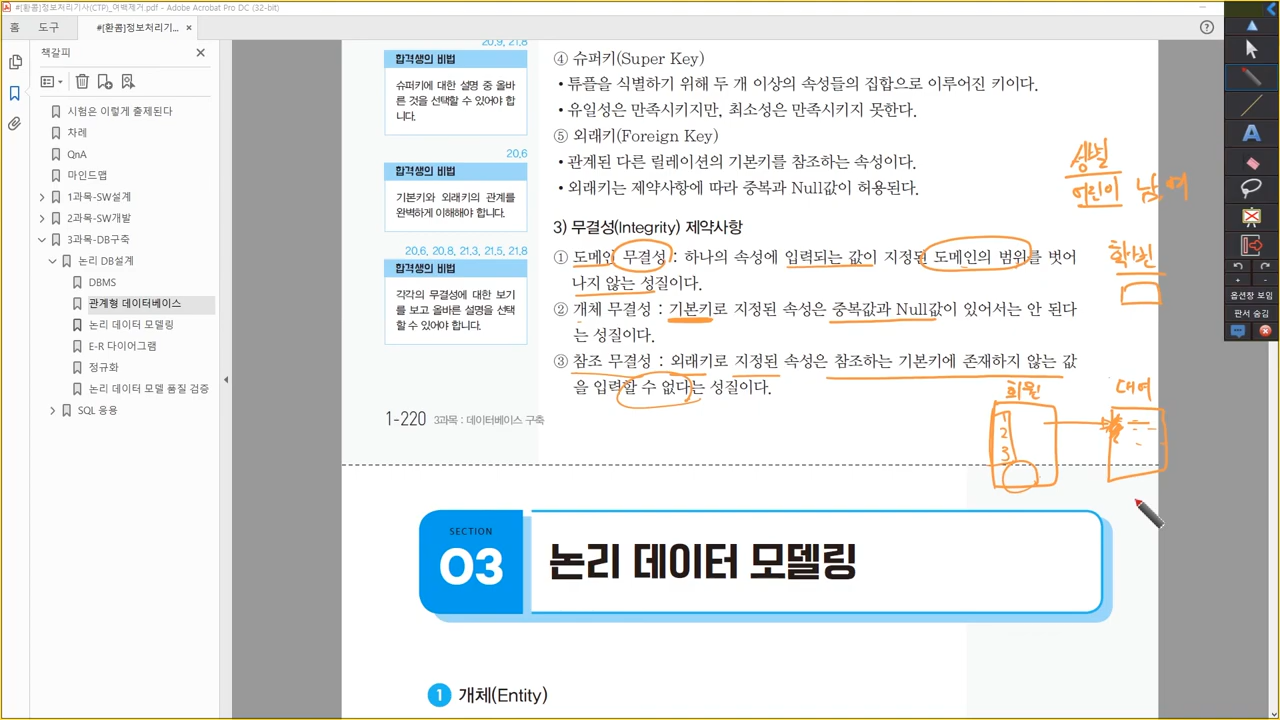 #[환콤]정보처리기사(CTP)_여백제거.pdf - Adobe Acrobat Pro DC (32-bit)
홈 도구 #[환콤]정보처리기... ×
책갈피
시험은 이렇게 출제된다
차례
QnA
마인드맵
1과목-SW설계
2과목-SW개발
3과목-DB구축
논리 DB설계
DBMS
관계형 데이터베이스
논리 데이터 모델링
E-R 다이어그램
정규화
논리 데이터 모델 품질 검증
SQL 응용
20.9, 21.8
합격생의 비법
슈퍼키에 대한 설명 중 올바
른 것을 선택할 수 있어야 합
니다.
20.6
합격생의 비법
기본키와 외래키의 관계를
완벽하게 이해해야 합니다.
20.6, 20.8, 21.3, 21.5, 21.8
합격생의 비법
각각의 무결성에 대한 보기
를 보고 올바른 설명을 선택
할 수 있어야 합니다.
④ 슈퍼키(Super Key)
• 튜플을 식별하기 위해 두 개 이상의 속성들의 집합으로 이루어진 키이다.
• 유일성은 만족시키지만, 최소성은 만족시키지 못한다.
⑤ 외래키(Foreign Key)
• 관계된 다른 릴레이션의 기본키를 참조하는 속성이다.
• 외래키는 제약사항에 따라 중복과 Null값이 허용된다.
3) 무결성(Integrity) 제약사항
① 도메인 무결성 : 하나의 속성에 입력되는 값이 지정된 도메인의 범위를 벗어
나지 않는 성질이다.
② 개체 무결성 : 기본키로 지정된 속성은 중복값과 Null값이 있어서는 안 된다
는 성질이다.
③ 참조 무결성 : 외래키로 지정된 속성은 참조하는 기본키에 존재하지 않는 값
을 입력할 수 없다는 성질이다.
1-220 3과목 : 데이터베이스 구축
성별
어린이 남 여
회원 대여
1
2
3
SECTION
03
논리 데이터 모델링
1 개체(Entity)
A
옵션장 보임
판서 숨김